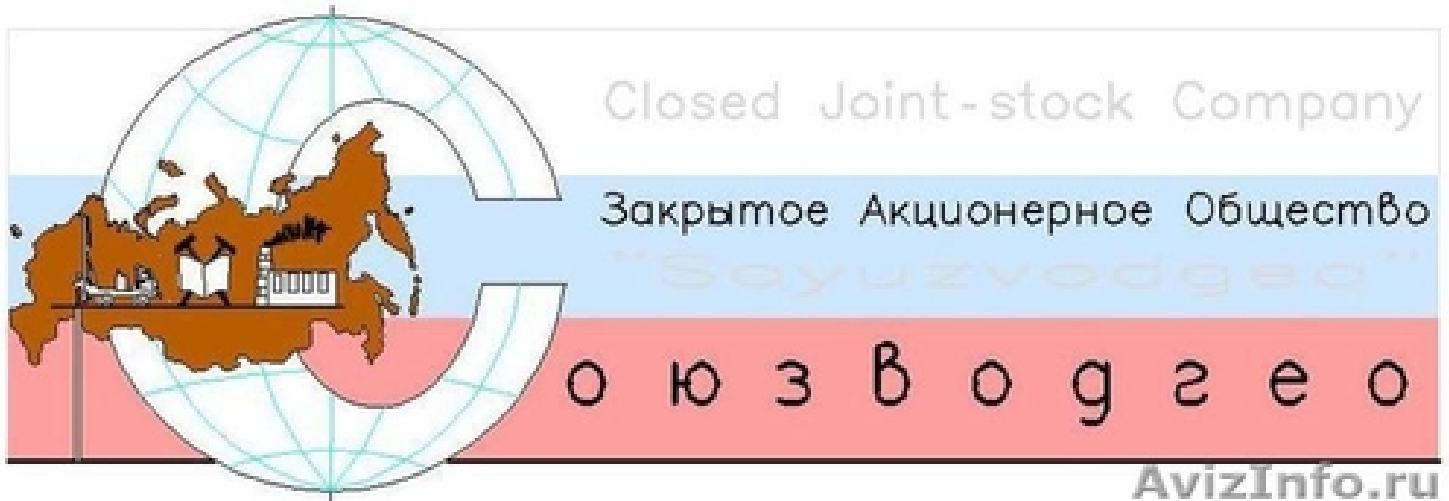 Closed Joint-stock Company
Закрытое Акционерное Общество
"Soyuzvodgeo"
Союзводгео
AvizInfo.ru